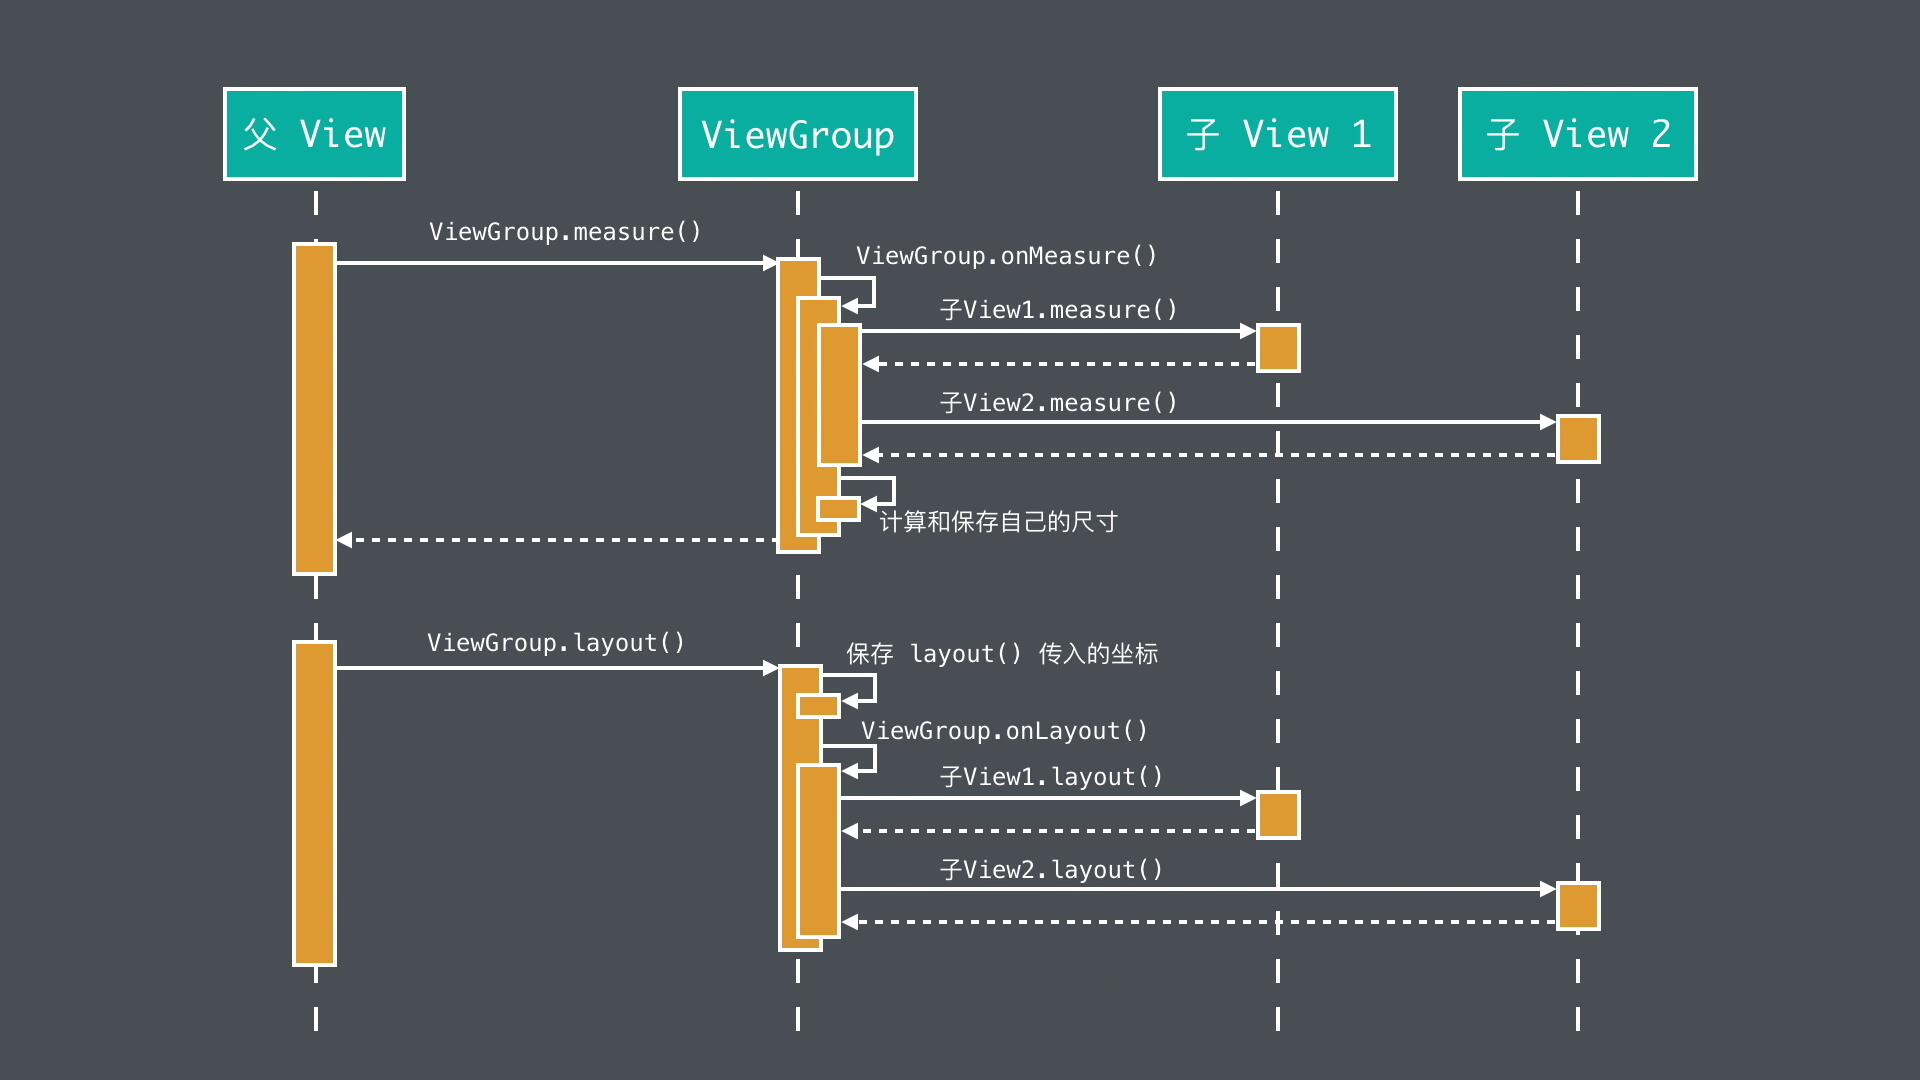 父 View
ViewGroup
子 View 1
子 View 2
ViewGroup.measure()
ViewGroup.onMeasure()
子View1.measure()
子View2.measure()
计算和保存自己的尺寸
ViewGroup.layout()
保存 layout() 传入的坐标
ViewGroup.onLayout()
子View1.layout()
子View2.layout()